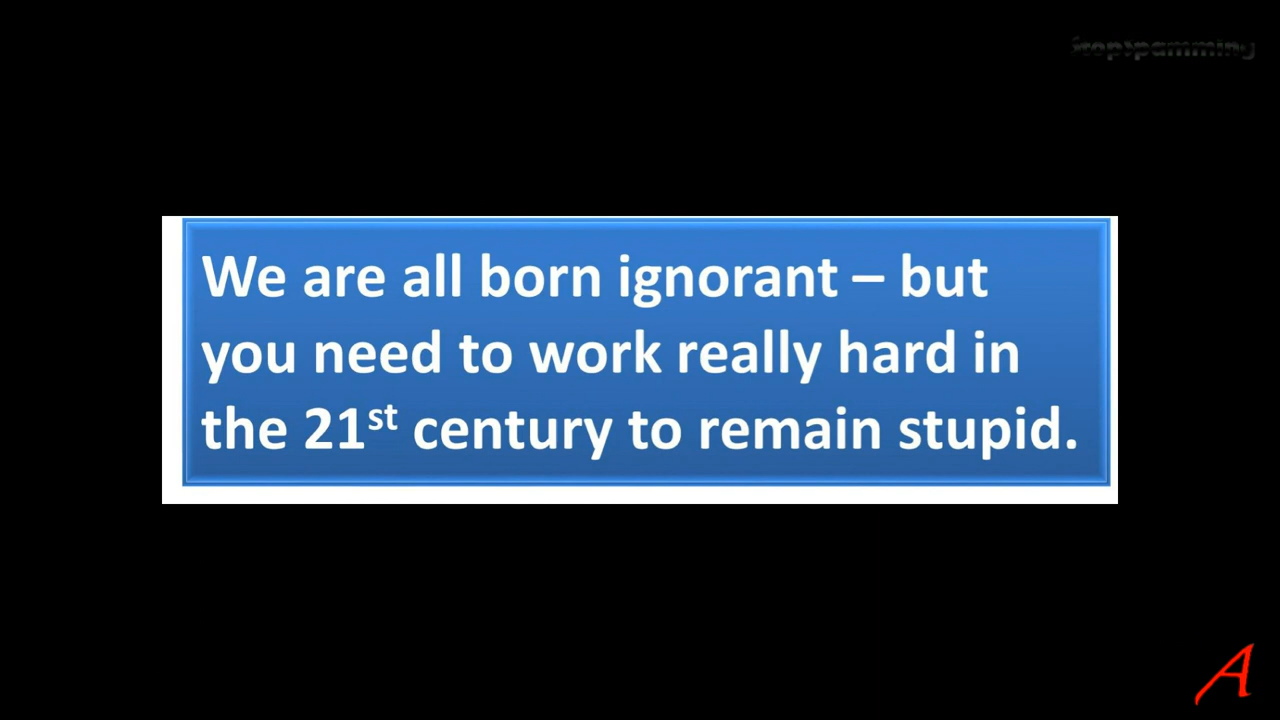 StopSpamming
We are all born ignorant – but
you need to work really hard in
the 21st century to remain stupid.
A